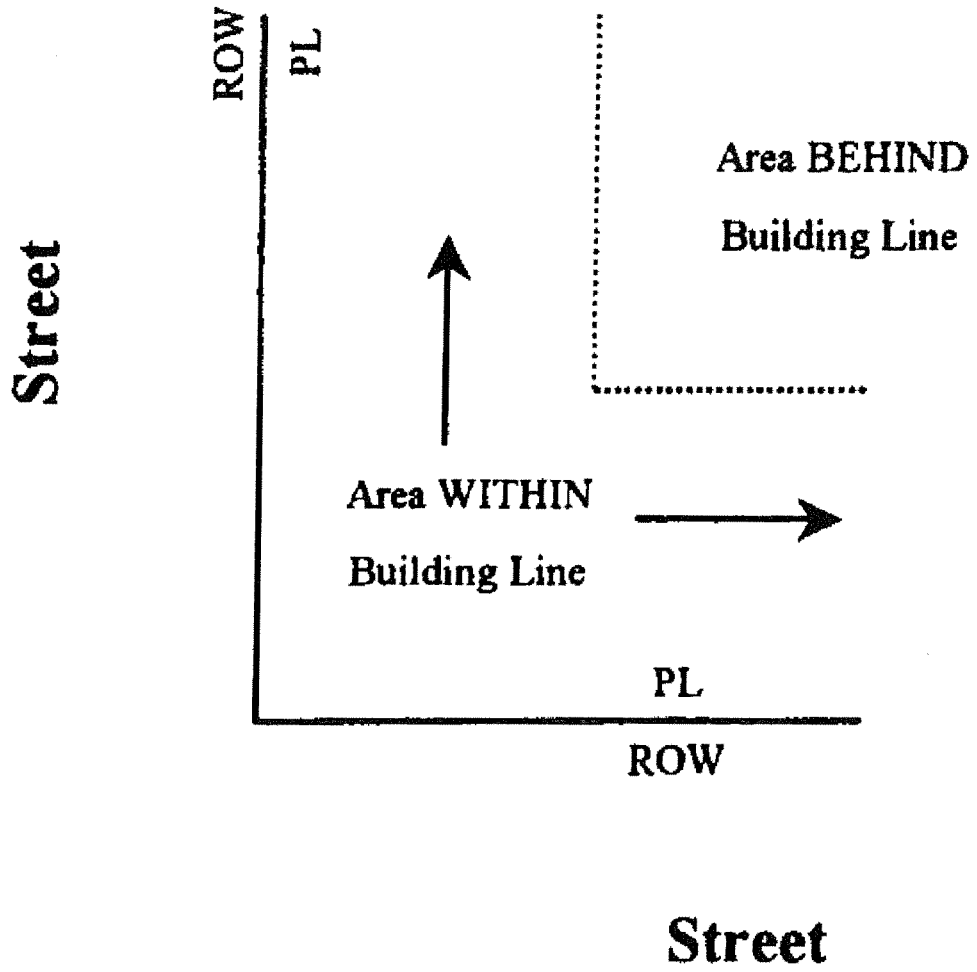 ROW
PL
Area BEHIND
Building Line
Street
Area WITHIN
Building Line
PL
ROW
Street